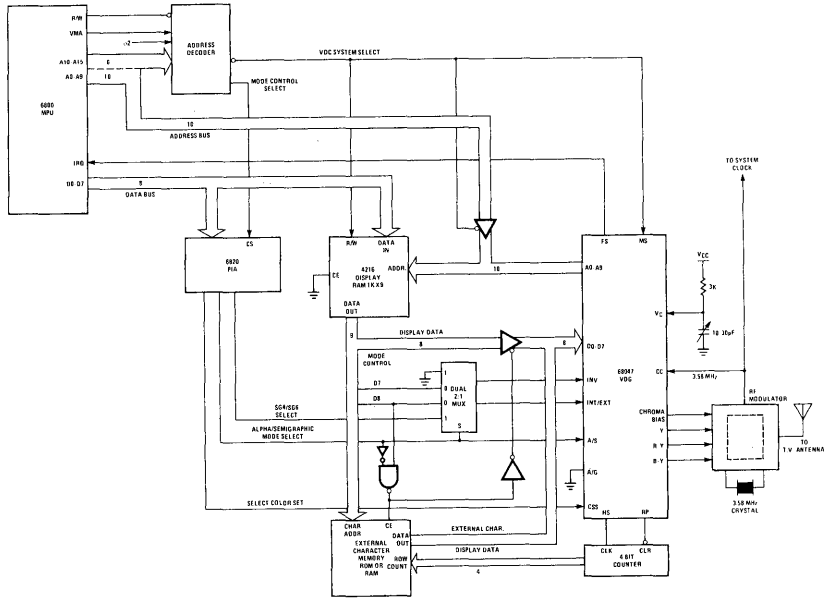 R/W
VMA
ø2
A10-A15
6
A0-A9
10
6800
MPU
IRQ
D0-D7
8
DATA BUS
ADDRESS
DECODER
VDC SYSTEM SELECT
MODE CONTROL
SELECT
10
ADDRESS BUS
TO SYSTEM
CLOCK
CS
6820
PIA
R/W
DATA
IN
CE
4216
DISPLAY
RAM 1K X 9
ADDR.
DATA
OUT
10
FS
MS
A0-A9
VCC
3K
10-30µF
VC
9
DISPLAY DATA
8
8
D0-D7
68047
VDG
MODE
CONTROL
D7
D8
1
0
0
1
DUAL
2:1
MUX
S
INV
INT/EXT
CC
3.58 MHz
RF
MODULATOR
CHROMA
BIAS
Y
R-Y
B-Y
TO
T.V. ANTENNA
3.58 MHz
CRYSTAL
SG4/SG6
SELECT
ALPHA/SEMIGRAPHIC
MODE SELECT
A/S
A/G
SELECT COLOR SET
CSS
HS
RP
CHAR
ADDR
CE
EXTERNAL
CHARACTER
MEMORY
ROM OR
RAM
DATA
OUT
ROW
COUNT
EXTERNAL CHAR.
DISPLAY DATA
4
CLK
CLR
4 BIT
COUNTER